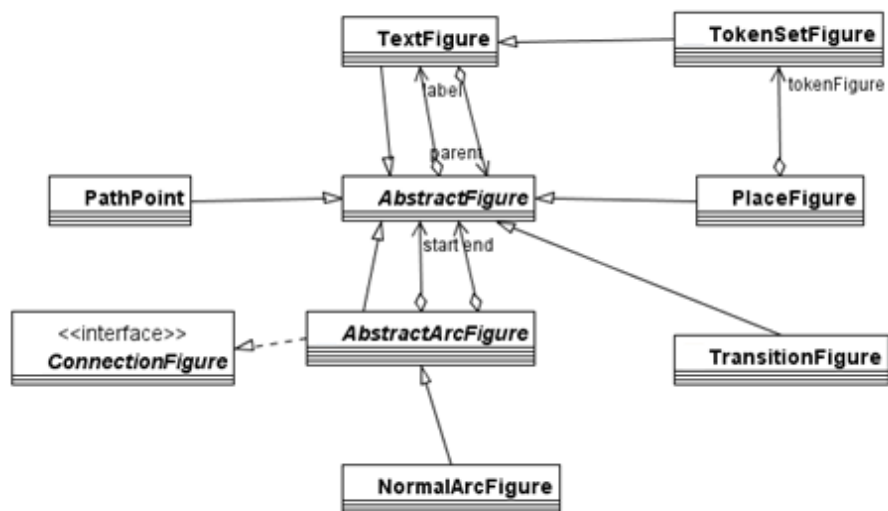 TextFigure
TokenSetFigure
label
tokenFigure
parent
PathPoint
AbstractFigure
PlaceFigure
start end
<<interface>>
ConnectionFigure
AbstractArcFigure
TransitionFigure
NormalArcFigure